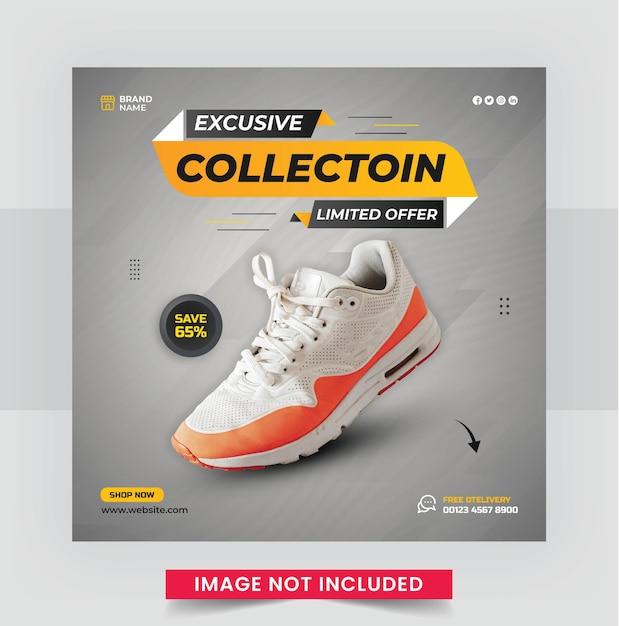 BRAND
NAME
EXCUSIVE
COLLECTOIN
LIMITED OFFER
SAVE
65%
SHOP NOW
www.website.com
FREE DTELIVERY
00123 4567 8900
IMAGE NOT INCLUDED